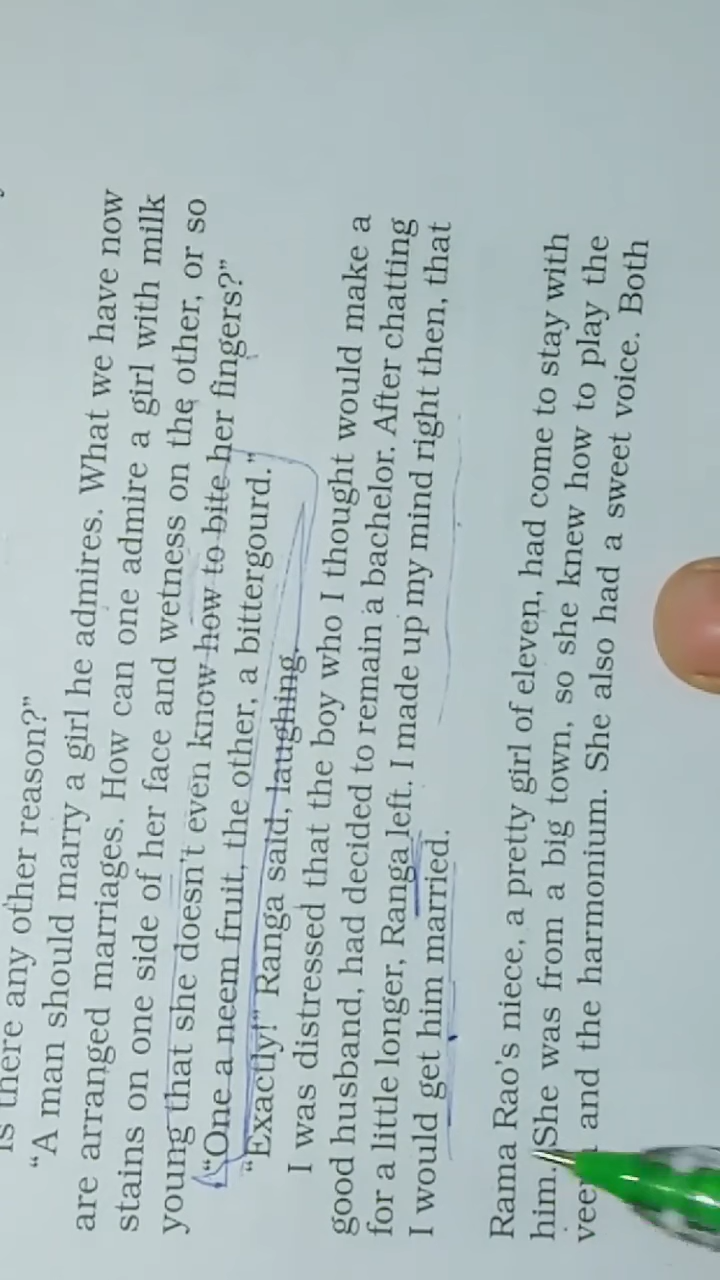 is there any other reason?”
“A man should marry a girl he admires. What we have now
are arranged marriages. How can one admire a girl with milk
stains on one side of her face and wetness on the other, or so
young that she doesn’t even know how to bite her fingers?”
“One a neem fruit, the other, a bittergourd.”
“Exactly!” Ranga said, laughing.
I was distressed that the boy who I thought would make a
good husband, had decided to remain a bachelor. After chatting
for a little longer, Ranga left. I made up my mind right then, that
I would get him married.
Rama Rao’s niece, a pretty girl of eleven, had come to stay with
him. She was from a big town, so she knew how to play the
and the harmonium. She also had a sweet voice. Both